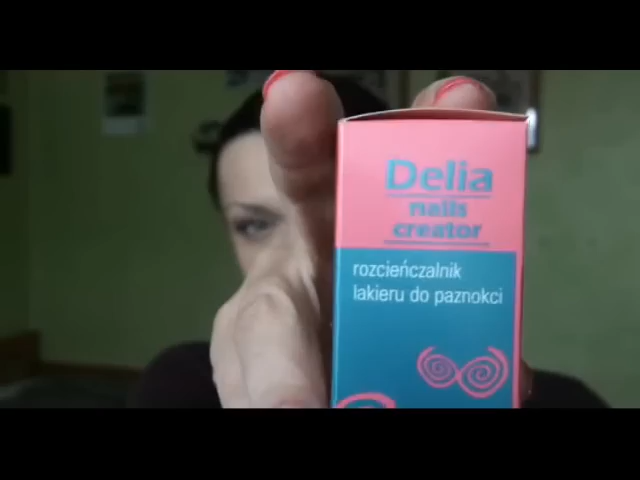 Delia
nails
creator
rozcieńczalnik
lakieru do paznokci